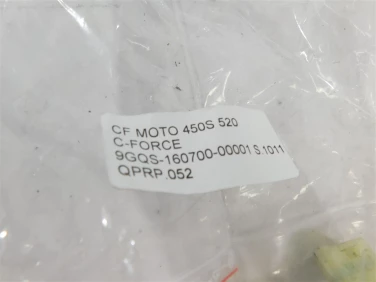 CF MOTO 450S 520
C-FORCE
9GQS-160700-00001 S.1011
QPRP.052